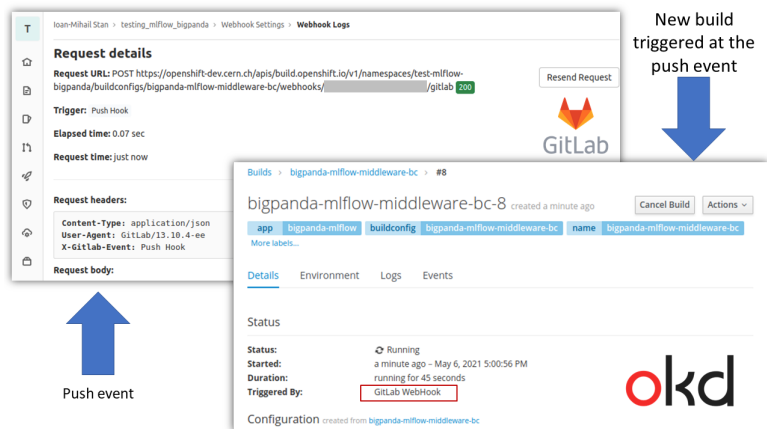 T
Ioan-Mihail Stan > testing_mlflow_bigpanda > Webhook Settings > Webhook Logs
Request details
Request URL: POST https://openshift-dev.cern.ch/apis/build.openshift.io/v1/namespaces/test-mlflow-
bigpanda/buildconfigs/bigpanda-mlflow-middleware-bc/webhooks/ /gitlab 200
Resend Request
Trigger: Push Hook
Elapsed time: 0.07 sec
Request time: just now
GitLab
Request headers:
Content-Type: application/json
User-Agent: GitLab/13.10.4-ee
X-Gitlab-Event: Push Hook
Request body:
New build
triggered at the
push event
Builds > bigpanda-mlflow-middleware-bc > #8
bigpanda-mlflow-middleware-bc-8 created a minute ago
Cancel Build
Actions
app bigpanda-mlflow buildconfig bigpanda-mlflow-middleware-bc name bigpanda-mlflow-middleware-bc
More labels...
Details Environment Logs Events
Status
Status: Running
Started: a minute ago – May 6, 2021 5:00:56 PM
Duration: running for 45 seconds
Triggered By: GitLab WebHook
Configuration created from bigpanda-mlflow-middleware-bc
okd
Push event